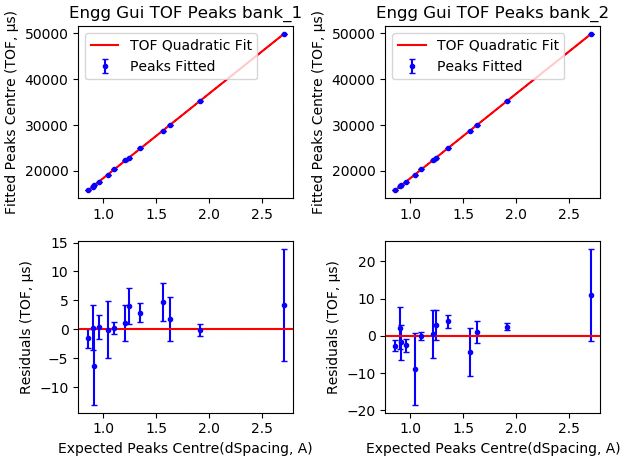 Engg Gui TOF Peaks bank_1
Engg Gui TOF Peaks bank_2
Fitted Peaks Centre (TOF, µs)
50000
40000
30000
20000
TOF Quadratic Fit
Peaks Fitted
1.0 1.5 2.0 2.5
Fitted Peaks Centre (TOF, µs)
50000
40000
30000
20000
TOF Quadratic Fit
Peaks Fitted
1.0 1.5 2.0 2.5
Residuals (TOF, µs)
15
10
5
0
−5
−10
1.0 1.5 2.0 2.5
Expected Peaks Centre(dSpacing, A)
Residuals (TOF, µs)
20
10
0
−10
−20
1.0 1.5 2.0 2.5
Expected Peaks Centre(dSpacing, A)